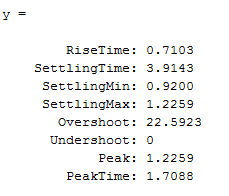 y =
RiseTime: 0.7103
SettlingTime: 3.9143
SettlingMin: 0.9200
SettlingMax: 1.2259
Overshoot: 22.5923
Undershoot: 0
Peak: 1.2259
PeakTime: 1.7088